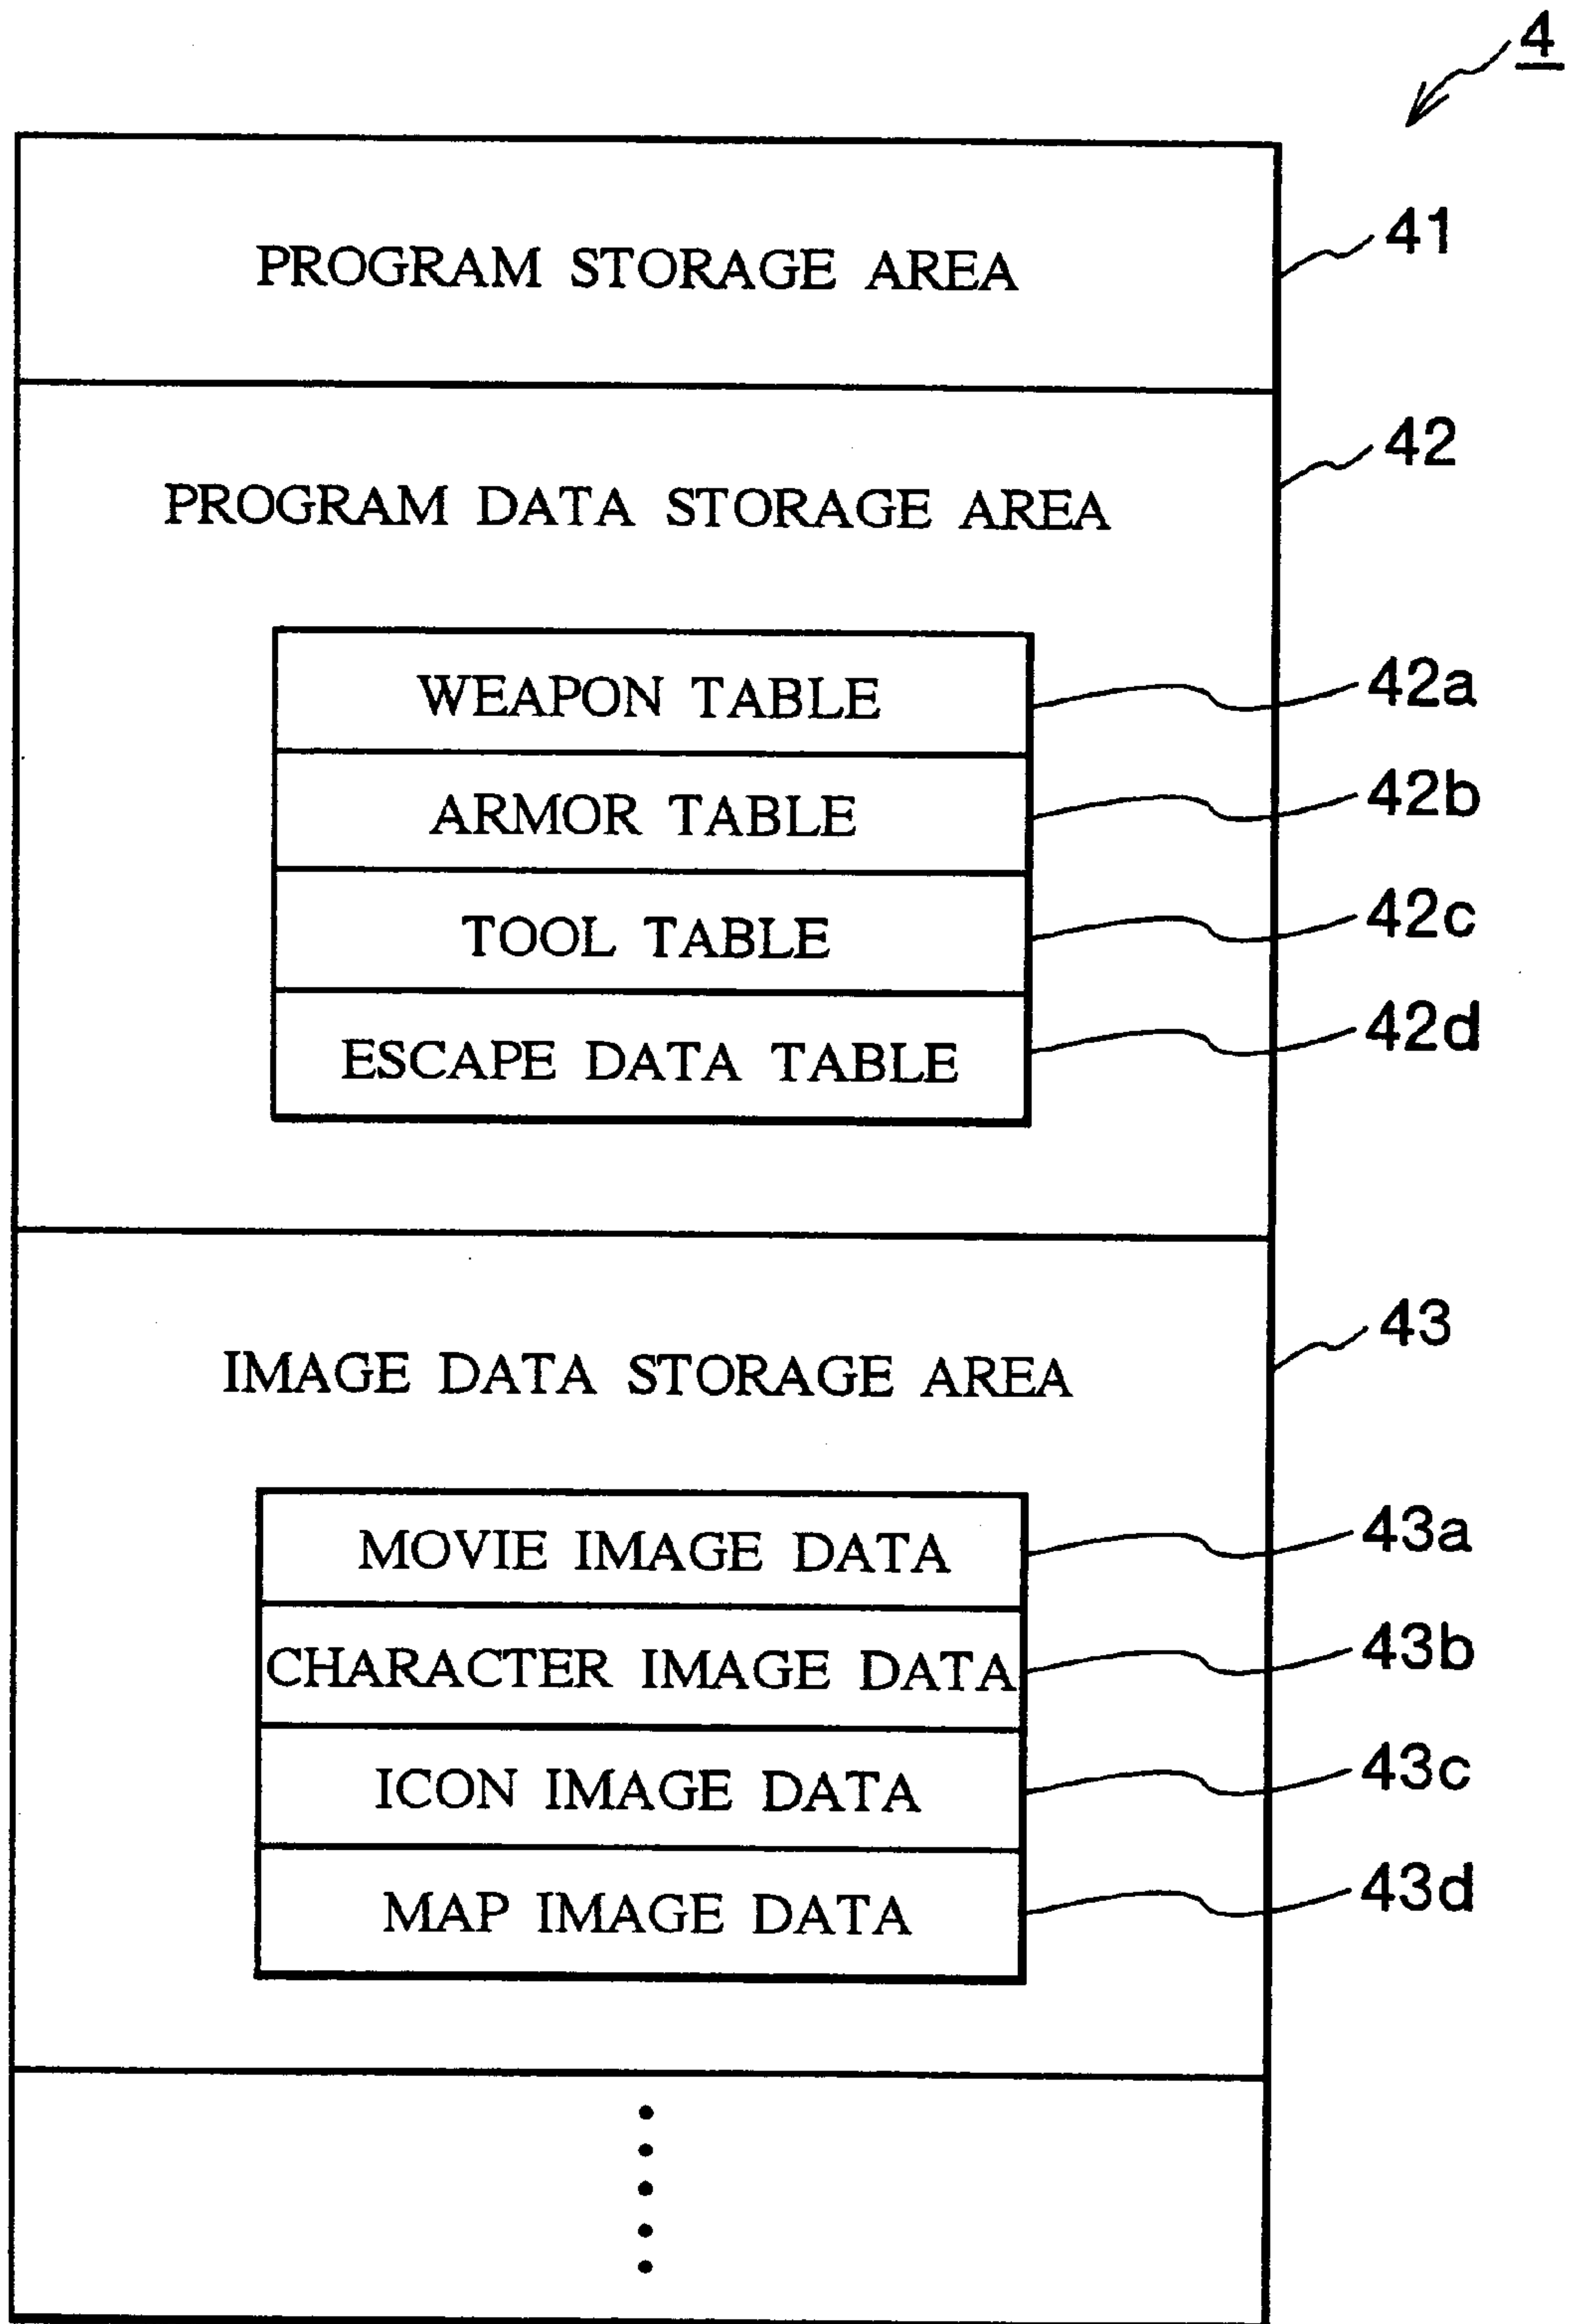 4
PROGRAM STORAGE AREA 41
42
PROGRAM DATA STORAGE AREA
WEAPON TABLE 42a
ARMOR TABLE 42b
TOOL TABLE 42c
ESCAPE DATA TABLE 42d
43
IMAGE DATA STORAGE AREA
MOVIE IMAGE DATA 43a
CHARACTER IMAGE DATA 43b
ICON IMAGE DATA 43c
MAP IMAGE DATA 43d